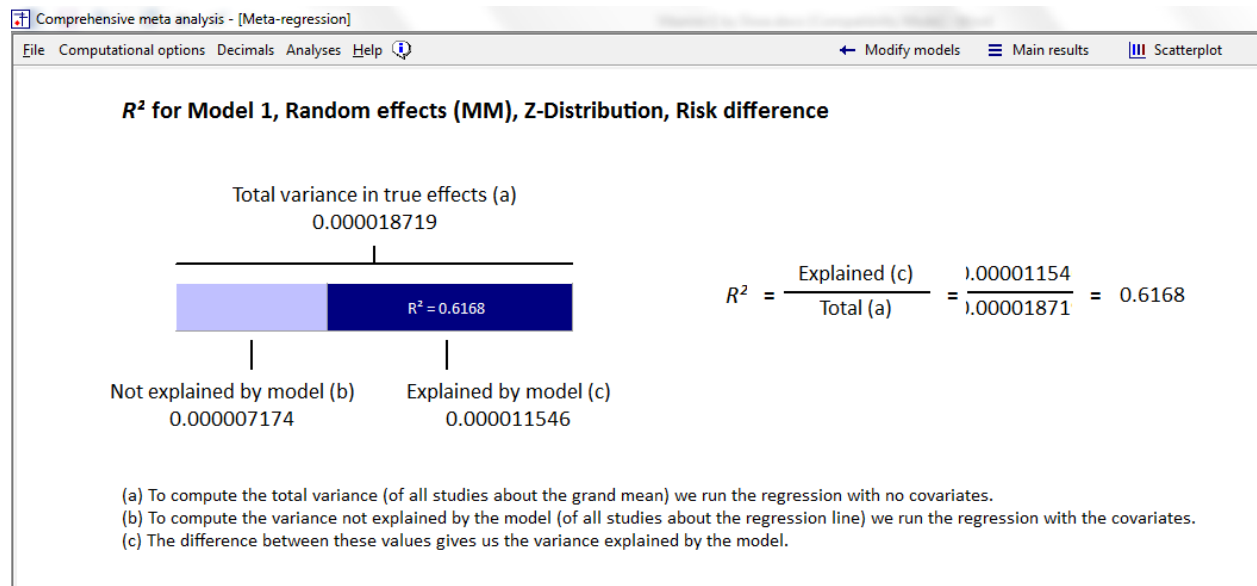 Comprehensive meta analysis - [Meta-regression]
File Computational options Decimals Analyses Help
Modify models Main results Scatterplot
R² for Model 1, Random effects (MM), Z-Distribution, Risk difference
Total variance in true effects (a)
0.000018719
R² = 0.6168
Not explained by model (b)
0.000007174
Explained by model (c)
0.000011546
R² = Explained (c) = .00001154 = 0.6168
Total (a) .00001871
(a) To compute the total variance (of all studies about the grand mean) we run the regression with no covariates.
(b) To compute the variance not explained by the model (of all studies about the regression line) we run the regression with the covariates.
(c) The difference between these values gives us the variance explained by the model.